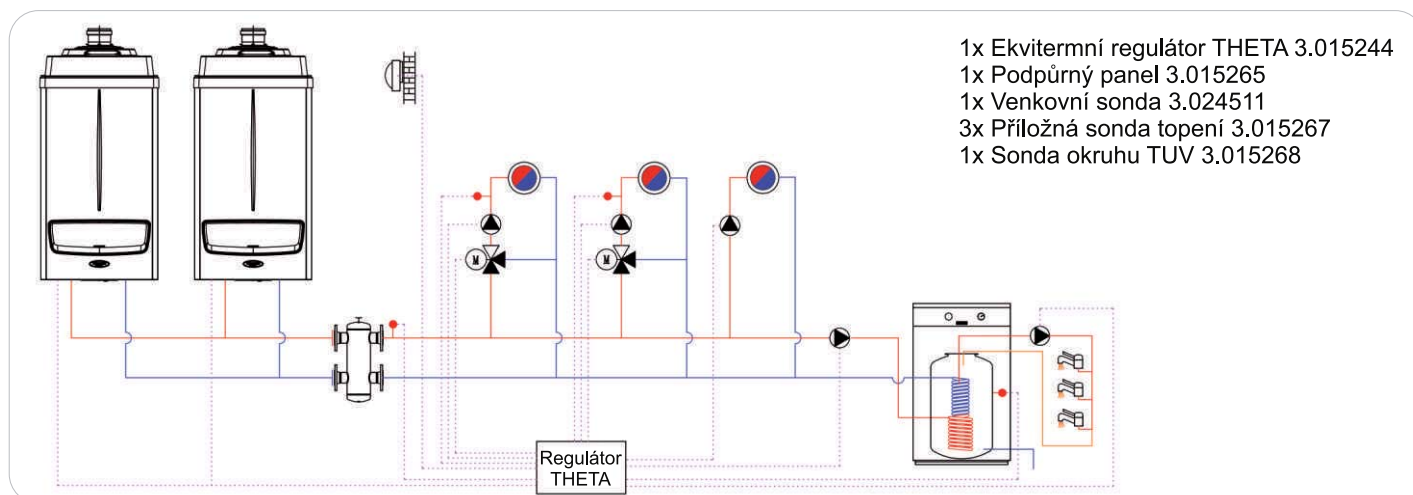 1x Ekvitermní regulátor THETA 3.015244
1x Podpůrný panel 3.015265
1x Venkovní sonda 3.024511
3x Příložná sonda topení 3.015267
1x Sonda okruhu TUV 3.015268
M
M
Regulátor
THETA